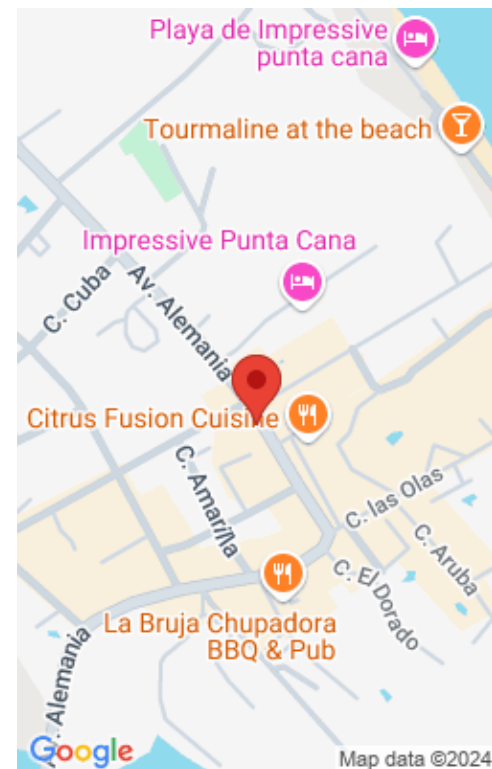 Playa de Impressive
punta cana
Tourmaline at the beach
Impressive Punta Cana
C. Cuba
Av. Alemania
Citrus Fusion Cuisine
C. Amarilla
C. las Olas
C. Aruba
C. El Dorado
La Bruja Chupadora
BBQ & Pub
Av. Alemania
Google
Map data ©2024